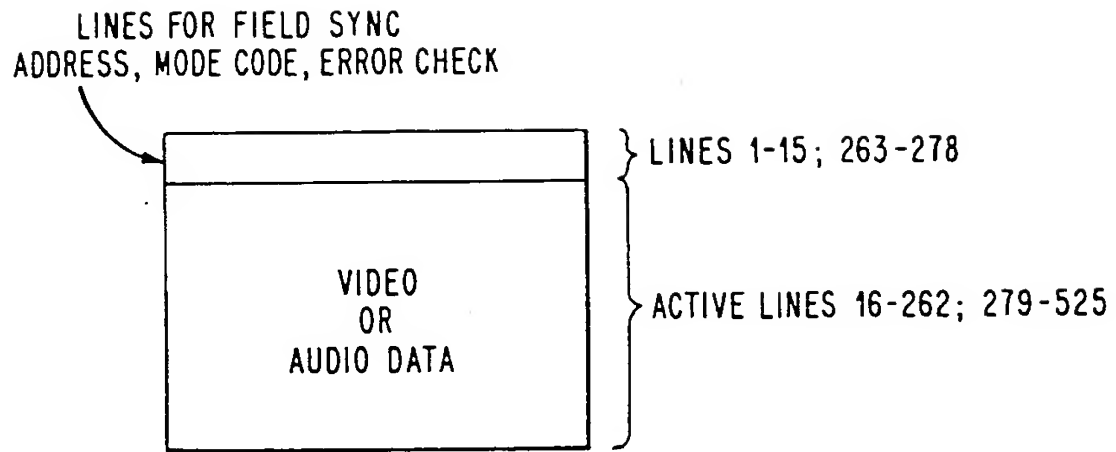 LINES FOR FIELD SYNC
ADDRESS, MODE CODE, ERROR CHECK
LINES 1-15; 263-278
VIDEO
OR
AUDIO DATA
ACTIVE LINES 16-262; 279-525